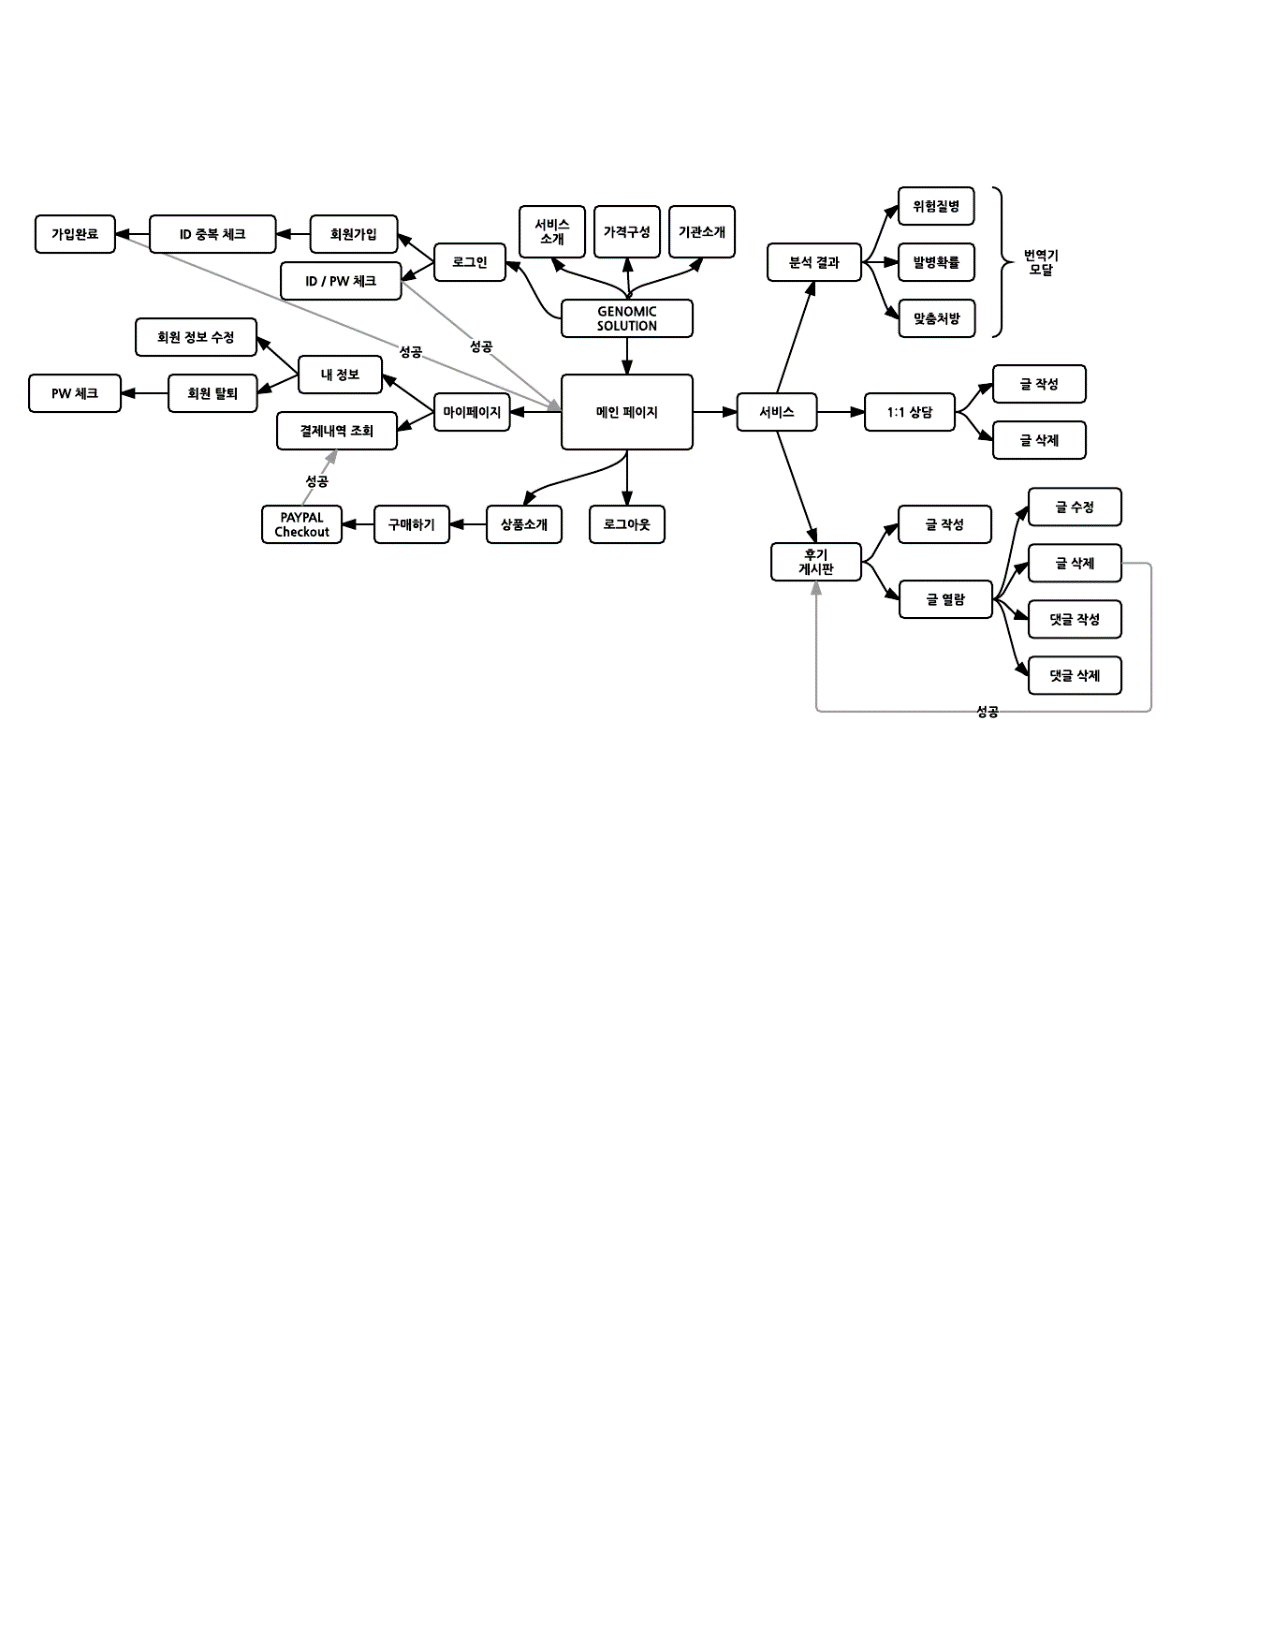 위험질병
가입완료
ID 중복 체크
회원가입
서비스
소개
가격구성
기관소개
로그인
분석 결과
발병확률
번역기
모달
ID / PW 체크
GENOMIC
SOLUTION
맞춤처방
회원 정보 수정
성공
성공
내 정보
글 작성
PW 체크
회원 탈퇴
마이페이지
메인 페이지
서비스
1:1 상담
결제내역 조회
글 삭제
성공
글 수정
PAYPAL
Checkout
구매하기
상품소개
로그아웃
글 작성
후기
게시판
글 삭제
글 열람
댓글 작성
댓글 삭제
성공